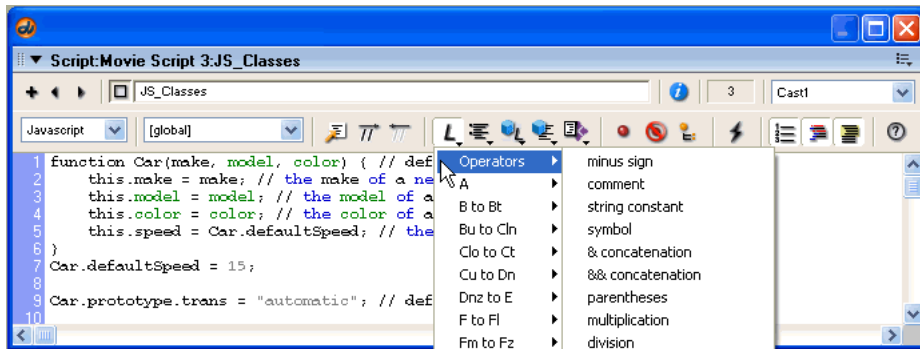 Script:Movie Script 3:JS_Classes
JS_Classes 3 Cast1
Javascript [global] L
1 function Car(make, model, color) { // def
2 this.make = make; // the make of a ne
3 this.model = model; // the model of a
4 this.color = color; // the color of a
5 this.speed = Car.defaultSpeed; // the
6 }
7 Car.defaultSpeed = 15;
8
9 Car.prototype.trans = "automatic"; // def
10
Operators
A
B to Bt
Bu to Cln
Clo to Ct
Cu to Dn
Dnz to E
F to Fl
Fm to Fz
minus sign
comment
string constant
symbol
& concatenation
&& concatenation
parentheses
multiplication
division